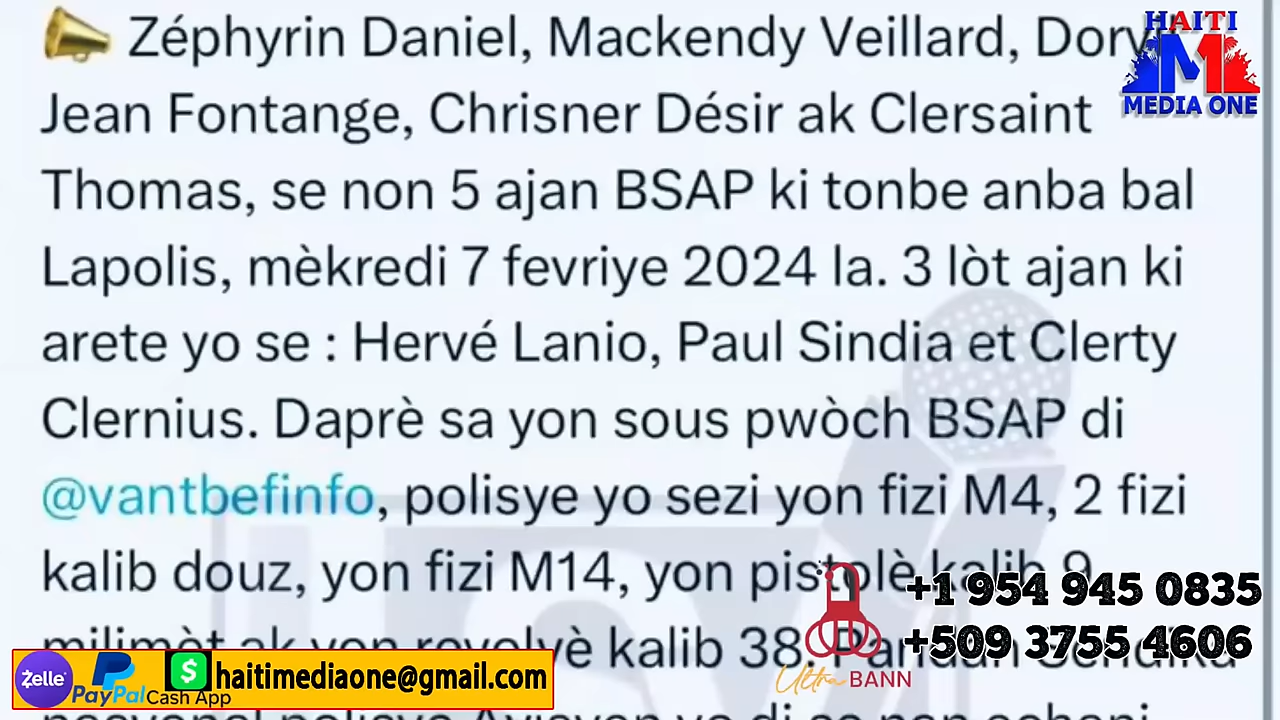 Zéphyrin Daniel, Mackendy Veillard,
Jean Fontange, Chrisner Désir ak Clersaint
Thomas, se non 5 ajan BSAP ki tonbe anba bal
Lapolis, mèkredi 7 fevriye 2024 la. 3 lòt ajan ki
arete yo se : Hervé Lanio, Paul Sindia et Clerty
Clernius. Daprè sa yon sous pwòch BSAP di
@vantbefinfo, polisye yo sezi yon fizi M4, 2 fizi
kalib douz, yon fizi M14, yon pistolè kalib 9
milimèt ak yon revolvè kalib 38.
HAITI
M
MEDIA ONE
+1 954 945 0835
+509 3755 4606
Ultra BANN
Zelle
PayPal
$
Cash App
haitimediaone@gmail.com